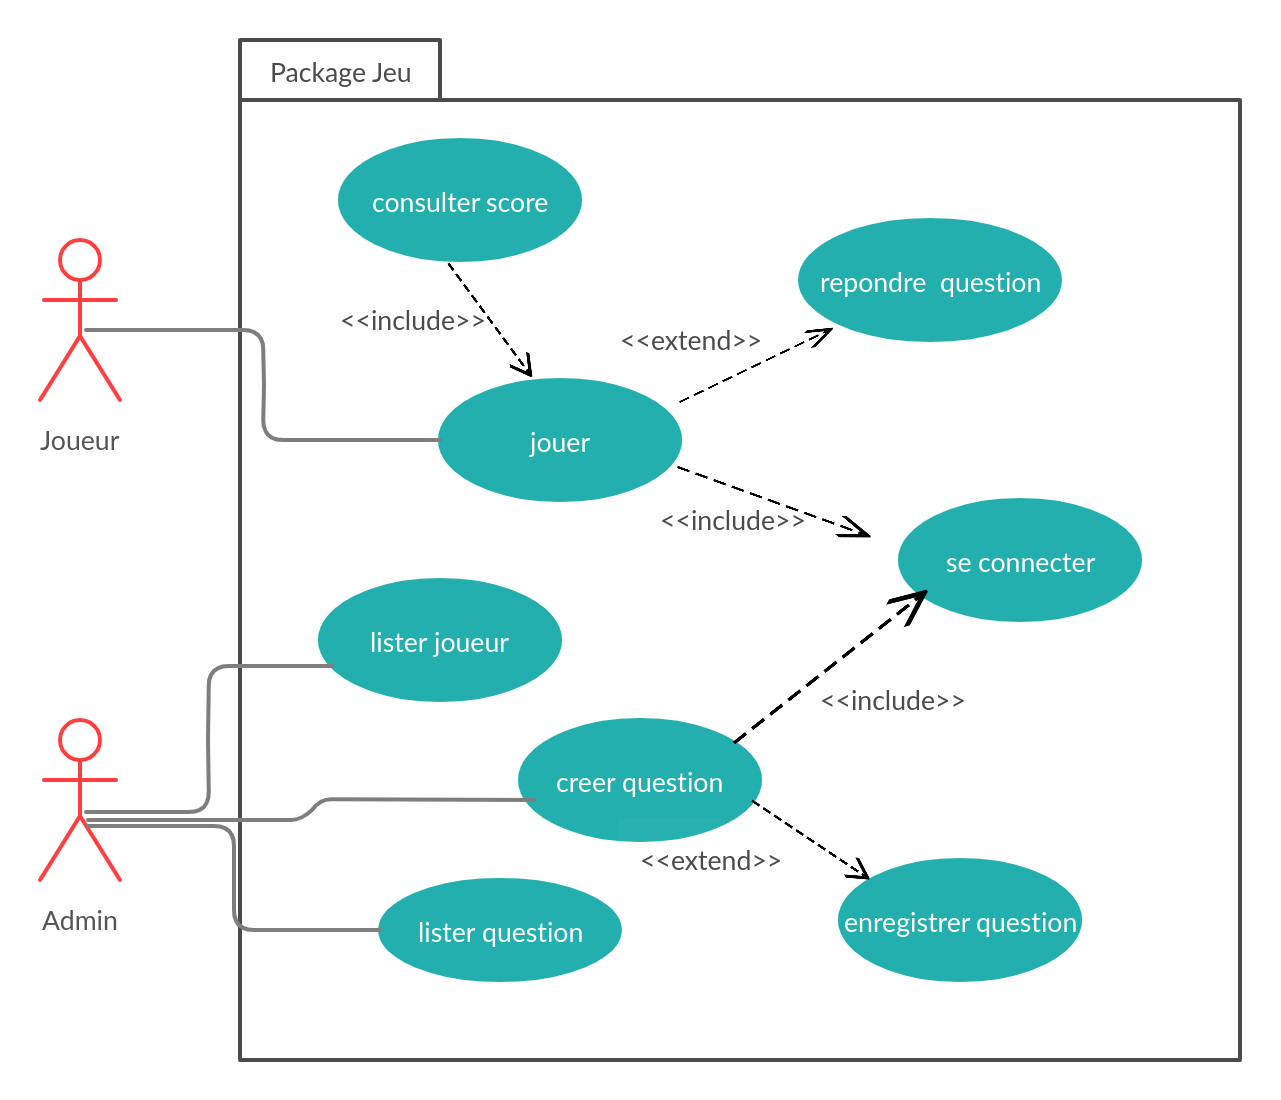 Package Jeu
consulter score
repondre  question
<<include>>
<<extend>>
Joueur
jouer
<<include>>
se connecter
lister joueur
<<include>>
creer question
<<extend>>
Admin
lister question
enregistrer question